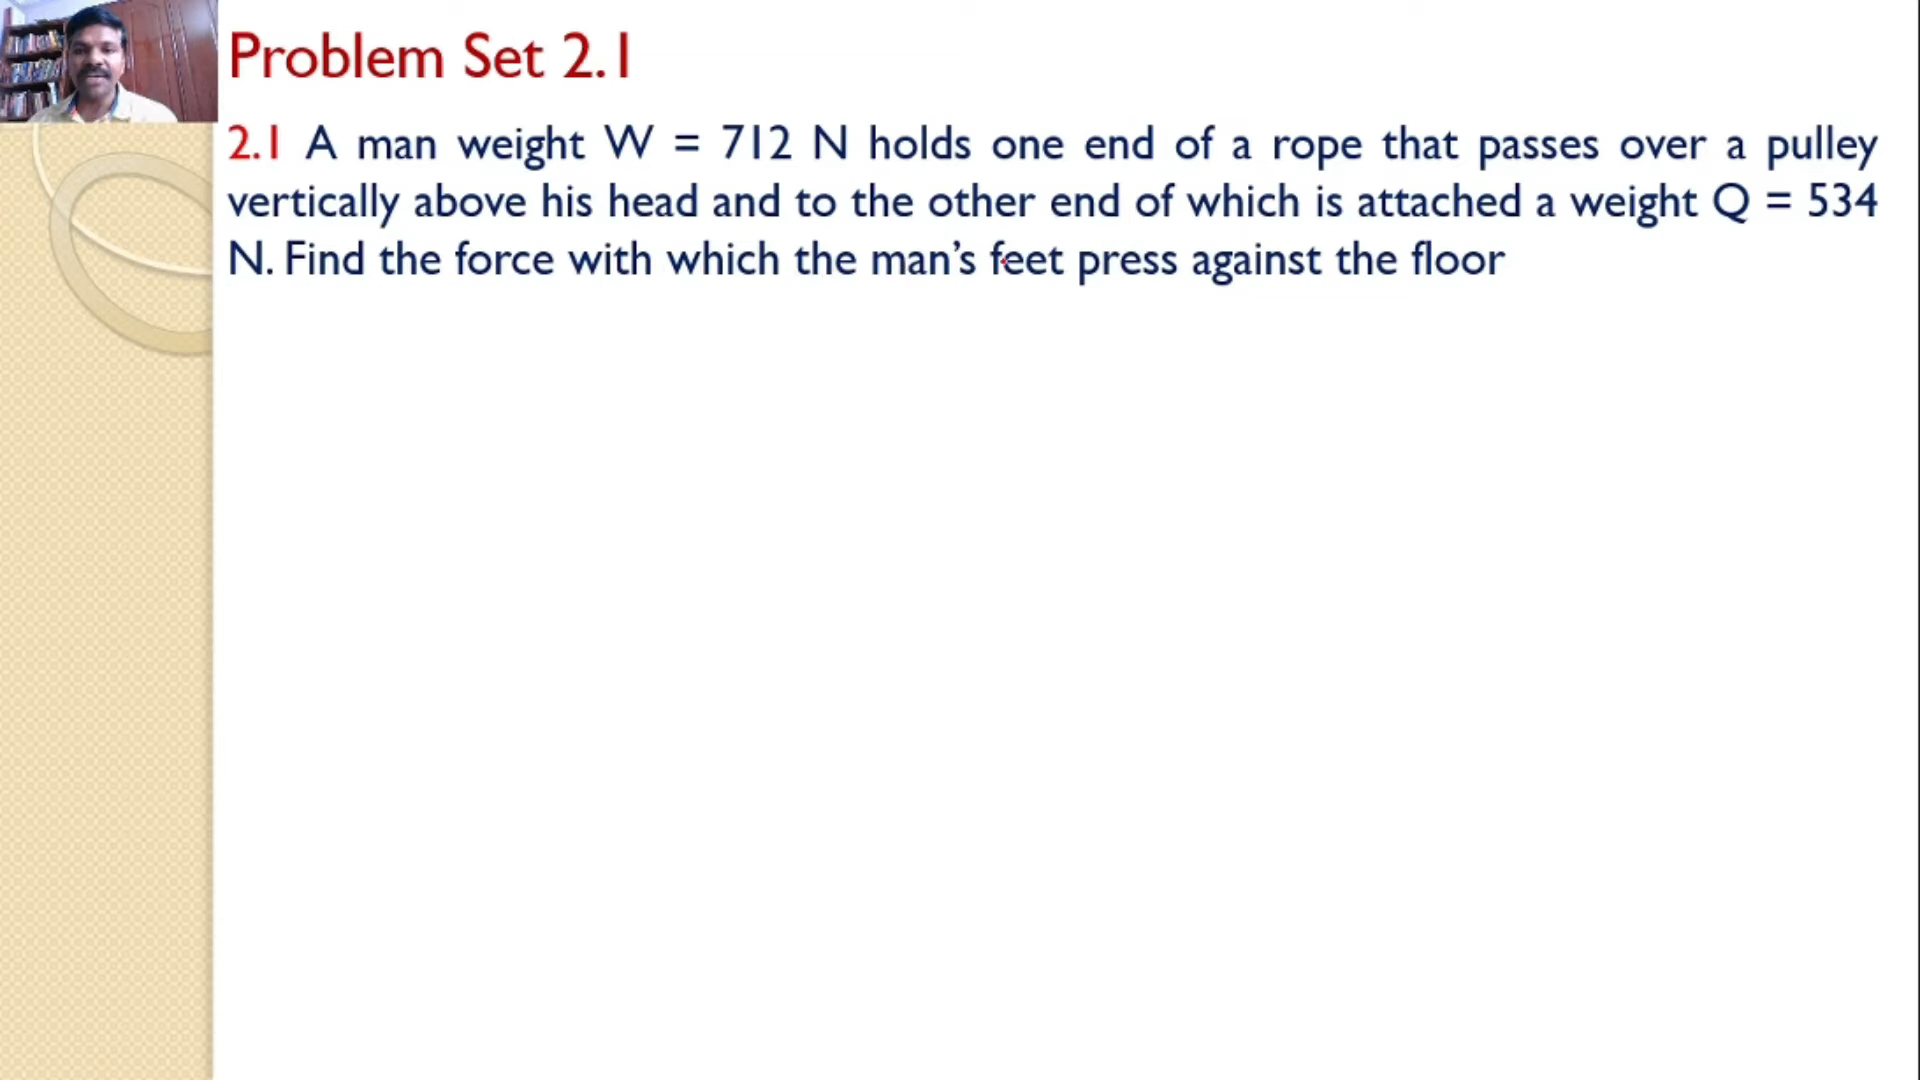 Problem Set 2.1
2.1 A man weight W = 712 N holds one end of a rope that passes over a pulley
vertically above his head and to the other end of which is attached a weight Q = 534
N. Find the force with which the man’s feet press against the floor